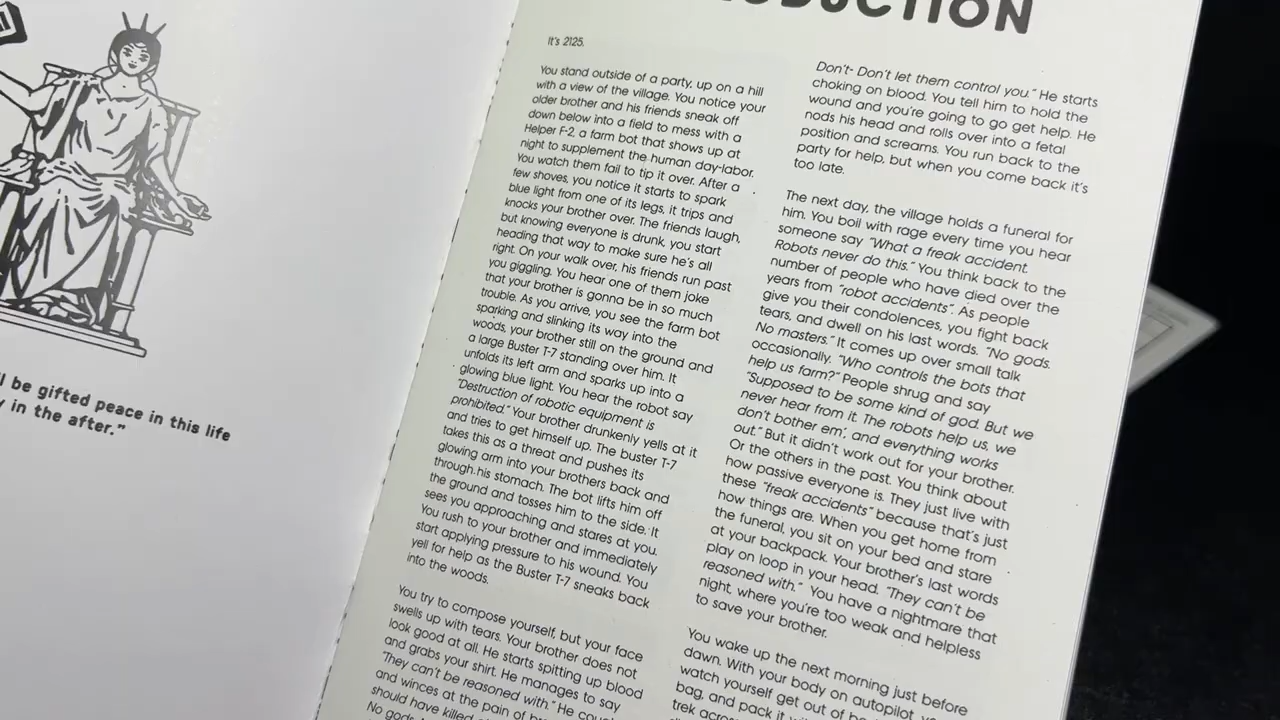 l be gifted peace in this life
in the after."
It's 2125.
You stand outside of a party, up on a hill
with a view of the village. You notice your
older brother and his friends sneak off
down below into a field to mess with a
Helper F-2, a farm bot that shows up at
night to supplement the human day-labor.
You watch them fail to tip it over. After a
few shoves, you notice it starts to spark
blue light from one of its legs, it trips and
knocks your brother over. The friends laugh,
but knowing everyone is drunk, you start
heading that way to make sure he's all
right. On your walk over, his friends run past
you giggling. You hear one of them joke
that your brother is gonna be in so much
trouble. As you arrive, you see the farm bot
sparking and slinking its way into the
woods, your brother still on the ground and
a large Buster T-7 standing over him. It
unfolds its left arm and sparks up into a
glowing blue light. You hear the robot say
"Destruction of robotic equipment is
prohibited." Your brother drunkenly yells at it
and tries to get himself up. The buster T-7
takes this as a threat and pushes its
glowing arm into your brothers back and
through his stomach. The bot lifts him off
the ground and tosses him to the side. It
sees you approaching and stares at you.
You rush to your brother and immediately
start applying pressure to his wound. You
yell for help as the Buster T-7 sneaks back
into the woods.
You try to compose yourself, but your face
swells up with tears. Your brother does not
look good at all. He starts spitting up blood
and grabs your shirt. He manages to say
"They can't be reasoned with." He
and winces at the pain of
should have killed
No gods.
Don't- Don't let them control you." He starts
choking on blood. You tell him to hold the
wound and you're going to go get help. He
nods his head and rolls over into a fetal
position and screams. You run back to the
party for help, but when you come back it's
too late.
The next day, the village holds a funeral for
him. You boil with rage every time you hear
someone say "What a freak accident.
Robots never do this." You think back to the
number of people who have died over the
years from "robot accidents". As people
give you their condolences, you fight back
tears, and dwell on his last words. "No gods.
No masters." It comes up over small talk
occasionally. "Who controls the bots that
help us farm?" People shrug and say
"Supposed to be some kind of god. But we
never hear from it. The robots help us, we
don't bother em', and everything works
out." But it didn't work out for your brother.
Or the others in the past. You think about
how passive everyone is. They just live with
these "freak accidents" because that's just
how things are. When you get home from
the funeral, you sit on your bed and stare
at your backpack. Your brother's last words
play on loop in your head. "They can't be
reasoned with." You have a nightmare that
night, where you're too weak and helpless
to save your brother.
You wake up the next morning just before
dawn. With your body on autopilot,
watch yourself get out of
bag, and pack it
trek